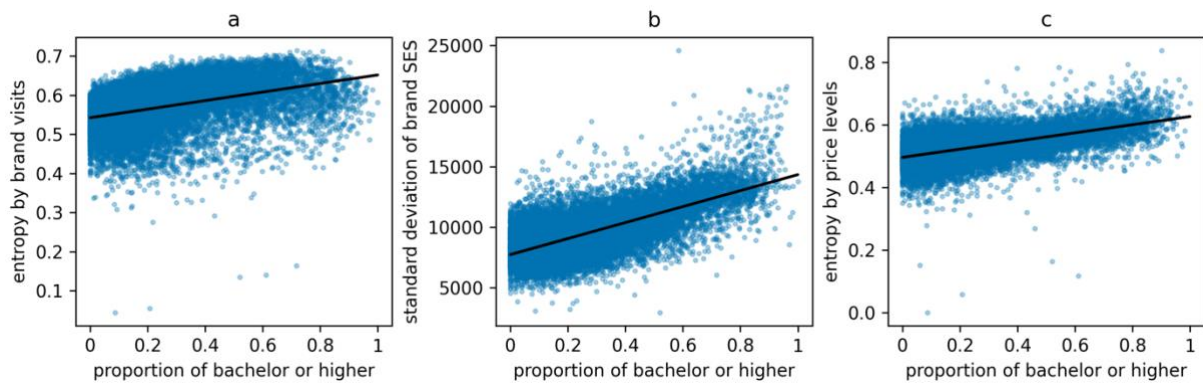 a
entropy by brand visits
0.7
0.6
0.5
0.4
0.3
0.2
0.1
0 0.2 0.4 0.6 0.8 1
proportion of bachelor or higher
b
standard deviation of brand SES
25000
20000
15000
10000
5000
0 0.2 0.4 0.6 0.8 1
proportion of bachelor or higher
c
entropy by price levels
0.8
0.6
0.4
0.2
0.0
0 0.2 0.4 0.6 0.8 1
proportion of bachelor or higher